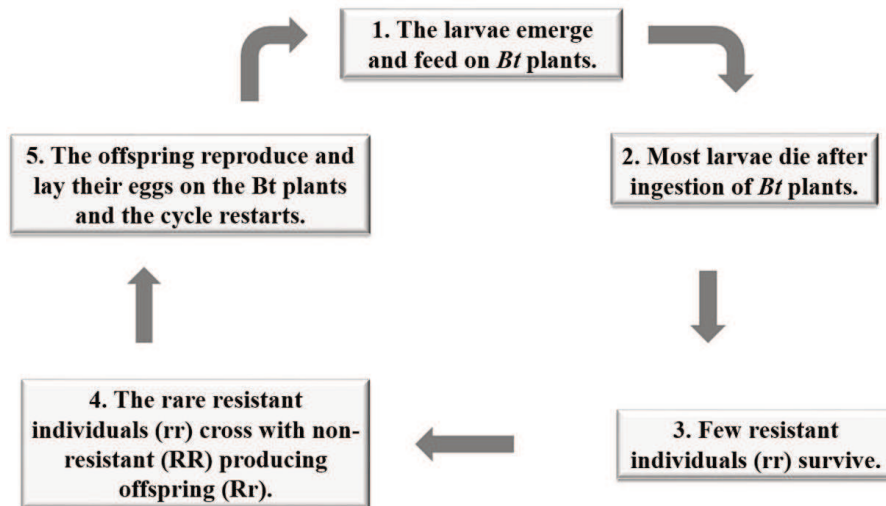 1. The larvae emerge
and feed on Bt plants.
2. Most larvae die after
ingestion of Bt plants.
3. Few resistant
individuals (rr) survive.
4. The rare resistant
individuals (rr) cross with non-
resistant (RR) producing
offspring (Rr).
5. The offspring reproduce and
lay their eggs on the Bt plants
and the cycle restarts.